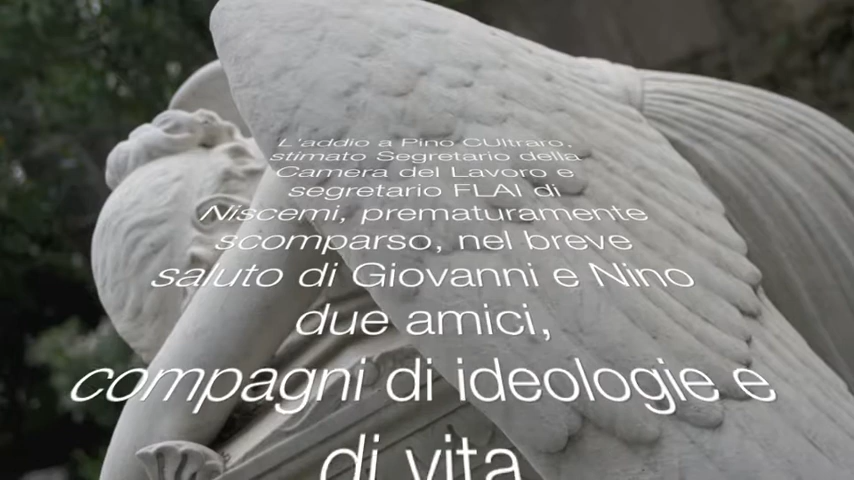 L'addio a Pino CUltraro,
stimato Segretario della
Camera del Lavoro e
segretario FLAI di
Niscemi, prematuramente
scomparso, nel breve
saluto di Giovanni e Nino
due amici,
compagni di ideologie e
di vita